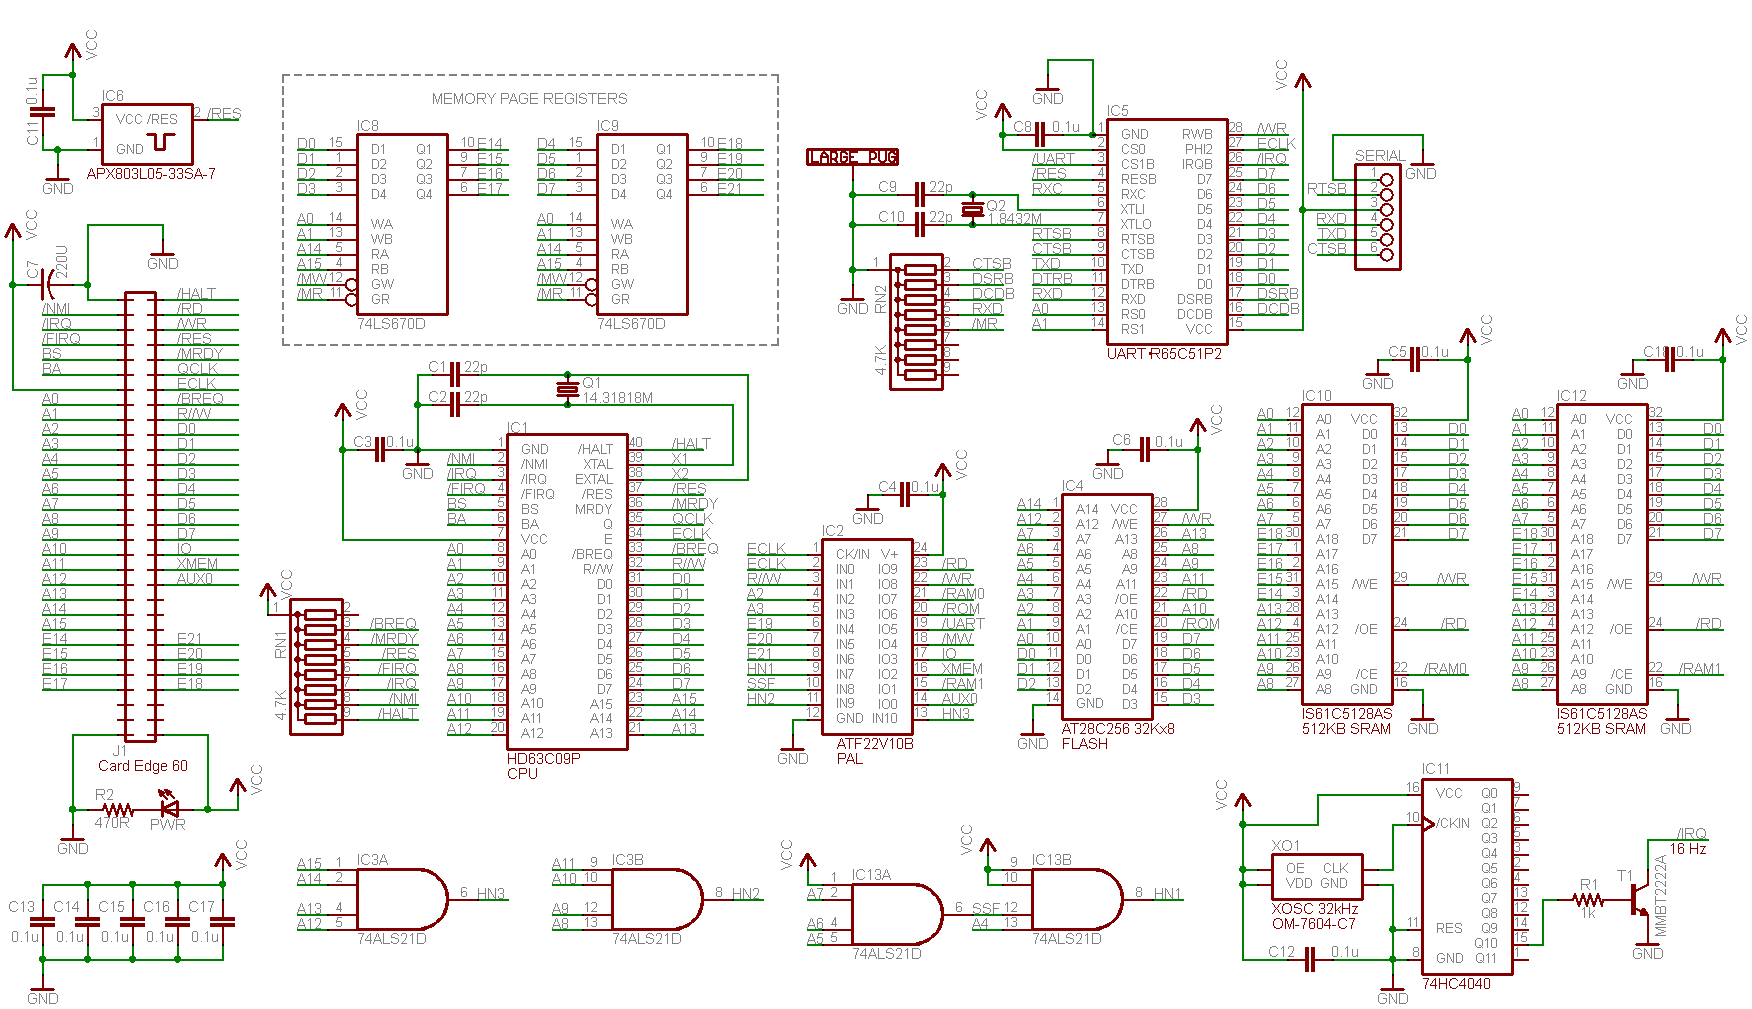 VCC
C11 0.1u
IC6
3 VCC /RES 2 /RES
1 GND
APX803L05-33SA-7
GND
MEMORY PAGE REGISTERS
IC8
D0 15 D1 Q1 10 E14
D1 1 D2 Q2 9 E15
D2 2 D3 Q3 7 E16
D3 3 D4 Q4 6 E17
A0 14 WA
A1 13 WB
A14 5 RA
A15 4 RB
/MW 12 GW
/MR 11 GR
74LS670D
IC9
D4 15 D1 Q1 10 E18
D5 1 D2 Q2 9 E19
D6 2 D3 Q3 7 E20
D7 3 D4 Q4 6 E21
A0 14 WA
A1 13 WB
A14 5 RA
A15 4 RB
/MW 12 GW
/MR 11 GR
74LS670D
LARGE PUG
C9 22p
C10 22p
Q2
1.8432M
GND
RN2
4.7K
1 2 CTSB
3 DSRB
4 DCDB
5 RXD
6 /MR
7
8
9
GND
VCC
C8 0.1u
IC5
1 GND RWB 28 /WR
2 CS0 PHI2 27 ECLK
/UART 3 CS1B IRQB 26 /IRQ
/RES 4 RESB D7 25 D7
RXC 5 RXC D6 24 D6
6 XTLI D5 23 D5
7 XTLO D4 22 D4
RTSB 8 RTSB D3 21 D3
CTSB 9 CTSB D2 20 D2
TXD 10 TXD D1 19 D1
DTRB 11 DTRB D0 18 D0
RXD 12 RXD DSRB 17 DSRB
A0 13 RS0 DCDB 16 DCDB
A1 14 RS1 VCC 15
UART R65C51P2
VCC
SERIAL
GND
1
RTSB 2
3
RXD 4
TXD 5
CTSB 6
VCC
C7 220U
GND
/HALT
/NMI /RD
/IRQ /WR
/FIRQ /RES
BS /MRDY
BA QCLK
ECLK
A0 /BREQ
A1 R//W
A2 D0
A3 D1
A4 D2
A5 D3
A6 D4
A7 D5
A8 D6
A9 D7
A10 IO
A11 XMEM
A12 AUX0
A13
A14
A15
E14 E21
E15 E20
E16 E19
E17 E18
J1
Card Edge 60
R2
470R
PWR
VCC
GND
VCC
C13 C14 C15 C16 C17
0.1u 0.1u 0.1u 0.1u 0.1u
GND
VCC
RN1
4.7K
1 2
3 /BREQ
4 /MRDY
5 /RES
6 /FIRQ
7 /IRQ
8 /NMI
9 /HALT
C1 22p
C2 22p
Q1
14.31818M
VCC
C3 0.1u
GND
IC1
1 GND /HALT 40 /HALT
/NMI 2 /NMI XTAL 39 X1
/IRQ 3 /IRQ EXTAL 38 X2
/FIRQ 4 /FIRQ /RES 37 /RES
BS 5 BS MRDY 36 /MRDY
BA 6 BA Q 35 QCLK
7 VCC E 34 ECLK
A0 8 A0 /BREQ 33 /BREQ
A1 9 A1 R//W 32 R//W
A2 10 A2 D0 31 D0
A3 11 A3 D1 30 D1
A4 12 A4 D2 29 D2
A5 13 A5 D3 28 D3
A6 14 A6 D4 27 D4
A7 15 A7 D5 26 D5
A8 16 A8 D6 25 D6
A9 17 A9 D7 24 D7
A10 18 A10 A15 23 A15
A11 19 A11 A14 22 A14
A12 20 A12 A13 21 A13
HD63C09P
CPU
VCC
C4 0.1u
GND
IC2
ECLK 1 CK/IN V+ 24
ECLK 2 IN0 IO9 23 /RD
R//W 3 IN1 IO8 22 /WR
A2 4 IN2 IO7 21 /RAM0
A3 5 IN3 IO6 20 /ROM
E19 6 IN4 IO5 19 /UART
E20 7 IN5 IO4 18 /MW
E21 8 IN6 IO3 17 IO
HN1 9 IN7 IO2 16 XMEM
SSF 10 IN8 IO1 15 /RAM1
HN2 11 IN9 IO0 14 AUX0
12 GND IN10 13 HN3
GND
ATF22V10B
PAL
VCC
C6 0.1u
GND
IC4
A14 1 A14 VCC 28
A12 2 A12 /WE 27 /WR
A7 3 A7 A13 26 A13
A6 4 A6 A8 25 A8
A5 5 A5 A9 24 A9
A4 6 A4 A11 23 A11
A3 7 A3 /OE 22 /RD
A2 8 A2 A10 21 A10
A1 9 A1 /CE 20 /ROM
A0 10 A0 D7 19 D7
D0 11 D0 D6 18 D6
D1 12 D1 D5 17 D5
D2 13 D2 D4 16 D4
14 GND D3 15 D3
GND
AT28C256 32Kx8
FLASH
VCC
C5 0.1u
GND
IC10
A0 12 A0 VCC 32
A1 11 A1 D0 13 D0
A2 10 A2 D1 14 D1
A3 9 A3 D2 15 D2
A4 8 A4 D3 17 D3
A5 7 A5 D4 18 D4
A6 6 A6 D5 19 D5
A7 5 A7 D6 20 D6
E18 30 A18 D7 21 D7
E17 1 A17
E16 2 A16
E15 31 A15 /WE 29 /WR
E14 3 A14
A13 28 A13
A12 4 A12 /OE 24 /RD
A11 25 A11
A10 23 A10
A9 26 A9 /CE 22 /RAM0
A8 27 A8 GND 16
IS61C5128AS
512KB SRAM
GND
VCC
C18 0.1u
GND
IC12
A0 12 A0 VCC 32
A1 11 A1 D0 13 D0
A2 10 A2 D1 14 D1
A3 9 A3 D2 15 D2
A4 8 A4 D3 17 D3
A5 7 A5 D4 18 D4
A6 6 A6 D5 19 D5
A7 5 A7 D6 20 D6
E18 30 A18 D7 21 D7
E17 1 A17
E16 2 A16
E15 31 A15 /WE 29 /WR
E14 3 A14
A13 28 A13
A12 4 A12 /OE 24 /RD
A11 25 A11
A10 23 A10
A9 26 A9 /CE 22 /RAM1
A8 27 A8 GND 16
IS61C5128AS
512KB SRAM
GND
IC3A
A15 1
A14 2
6 HN3
A13 4
A12 5
74ALS21D
IC3B
A11 9
A10 10
8 HN2
A9 12
A8 13
74ALS21D
VCC
IC13A
1
A7 2
6 SSF
A6 4
A5 5
74ALS21D
VCC
IC13B
9
10
8 HN1
12
A4 13
74ALS21D
VCC
XO1
OE CLK
VDD GND
XOSC 32kHz
OM-7604-C7
C12 0.1u
GND
IC11
16 VCC Q0 9
Q1 7
10 /CKIN Q2 6
Q3 5
Q4 3
Q5 2
Q6 4
Q7 13
Q8 12
11 RES Q9 14
Q10 15
8 GND Q11 1
74HC4040
R1
1k
T1
MMBT2222A
/IRQ
16 Hz
GND